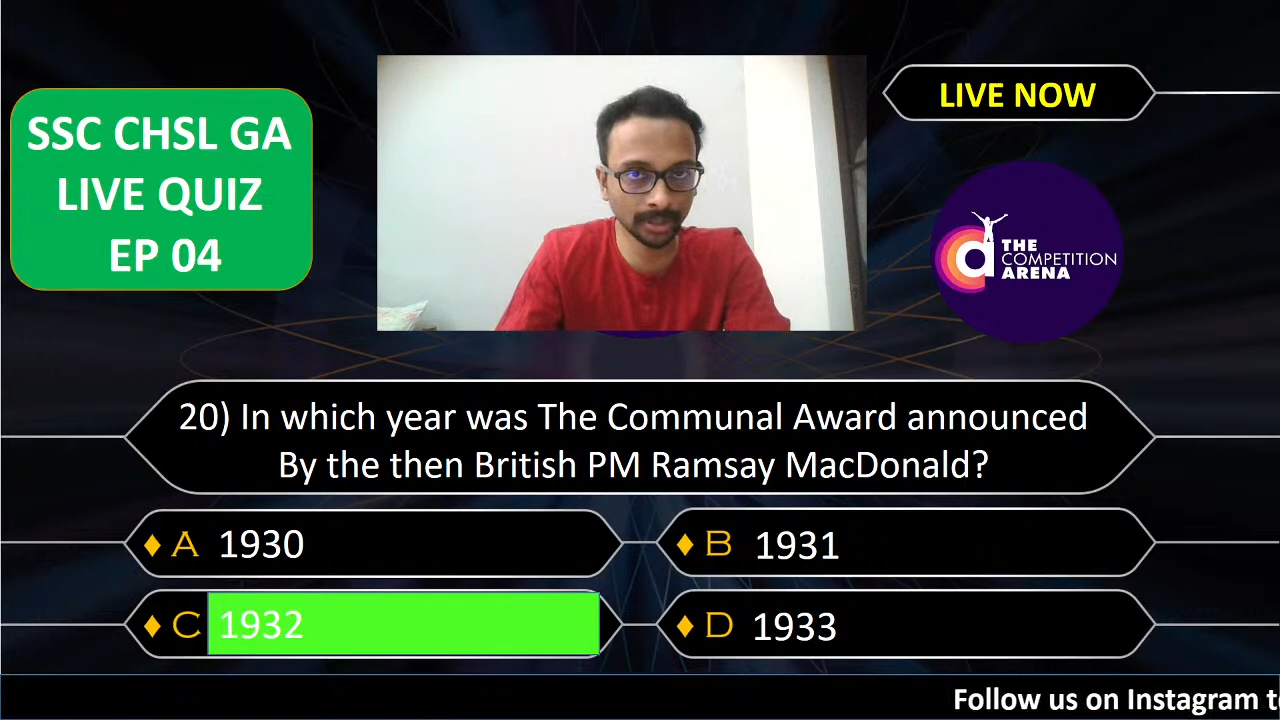 SSC CHSL GA
LIVE QUIZ
EP 04
LIVE NOW
THE
COMPETITION
ARENA
20) In which year was The Communal Award announced
By the then British PM Ramsay MacDonald?
A 1930
B 1931
C 1932
D 1933
Follow us on Instagram